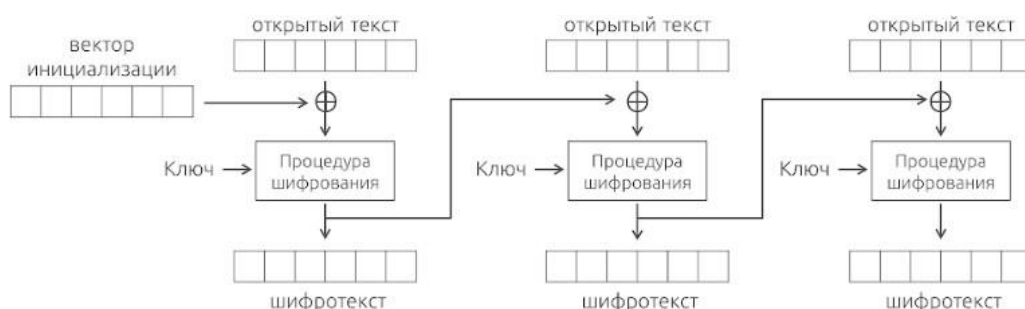 открытый текст
открытый текст
открытый текст
вектор
инициализации
Ключ
Процедура
шифрования
Ключ
Процедура
шифрования
Ключ
Процедура
шифрования
шифротекст
шифротекст
шифротекст